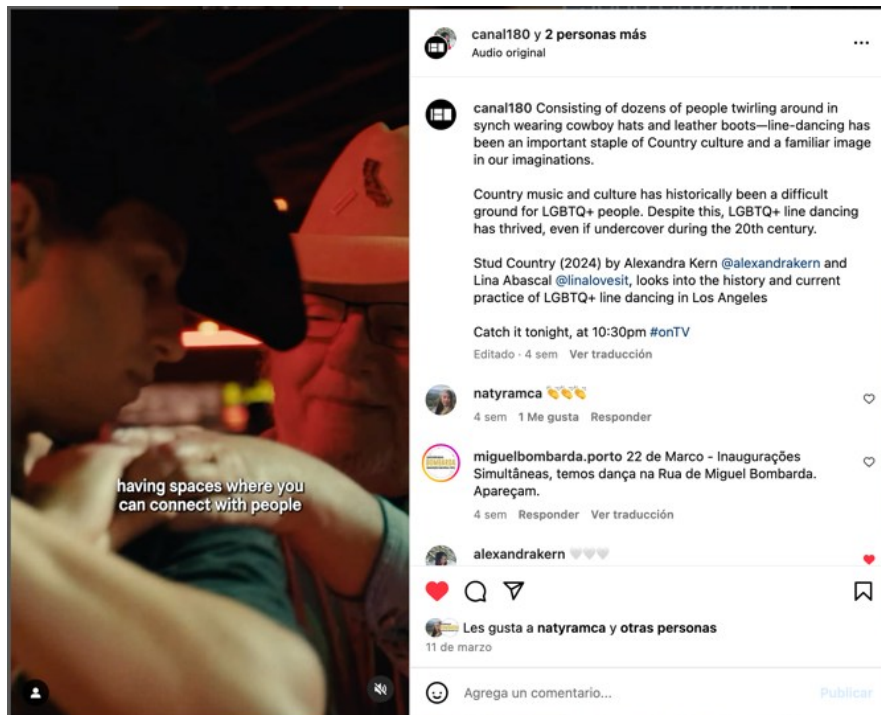 having spaces where you
can connect with people
canal180 y 2 personas más
Audio original
canal180 Consisting of dozens of people twirling around in
synch wearing cowboy hats and leather boots—line-dancing has
been an important staple of Country culture and a familiar image
in our imaginations.
Country music and culture has historically been a difficult
ground for LGBTQ+ people. Despite this, LGBTQ+ line dancing
has thrived, even if undercover during the 20th century.
Stud Country (2024) by Alexandra Kern @alexandrakern and
Lina Abascal @linalovesit, looks into the history and current
practice of LGBTQ+ line dancing in Los Angeles
Catch it tonight, at 10:30pm #onTV
Editado · 4 sem Ver traducción
natyramca 👏👏👏
4 sem 1 Me gusta Responder
BOMBARDA
miguelbombarda.porto 22 de Marco - Inaugurações
Simultâneas, temos dança na Rua de Miguel Bombarda.
Apareçam.
4 sem Responder Ver traducción
alexandrakern 🤍🤍🤍
Les gusta a natyramca y otras personas
11 de marzo
Agrega un comentario...
Publicar